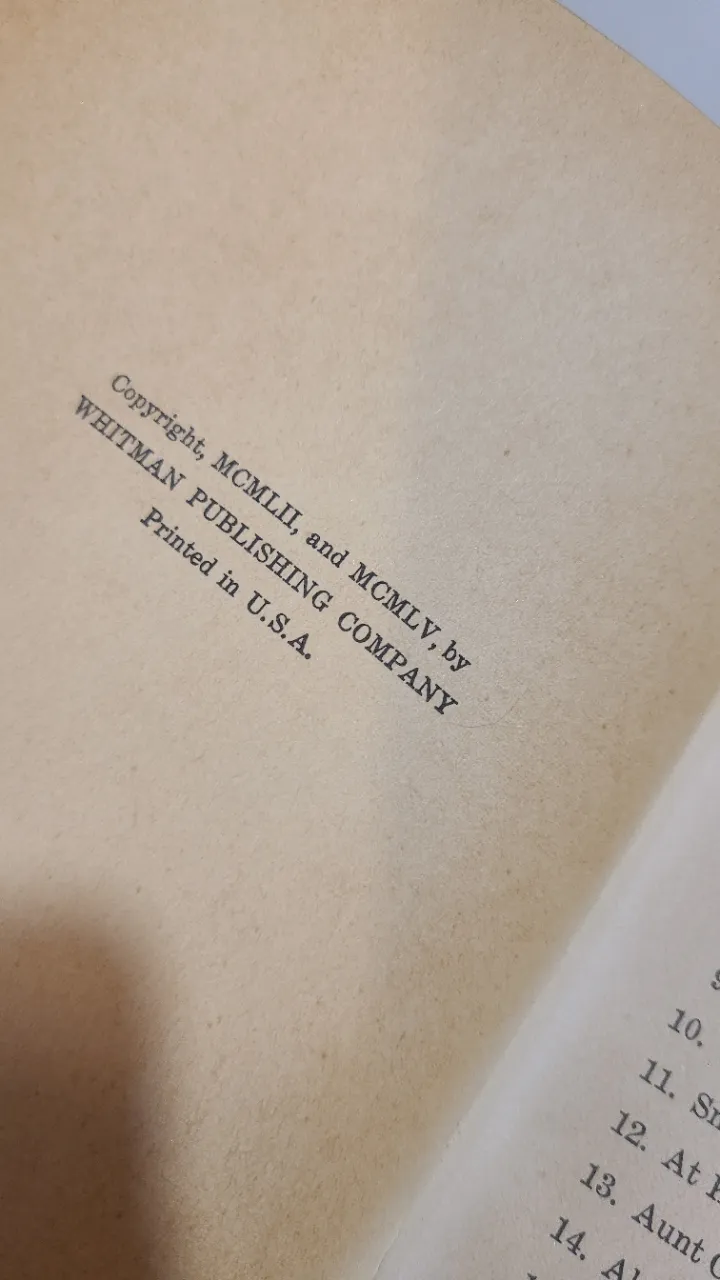 Copyright, MCMLII, and MCMLV, by
WHITMAN PUBLISHING COMPANY
Printed in U.S.A.
10.
11.
12. At
13. Aunt
14.